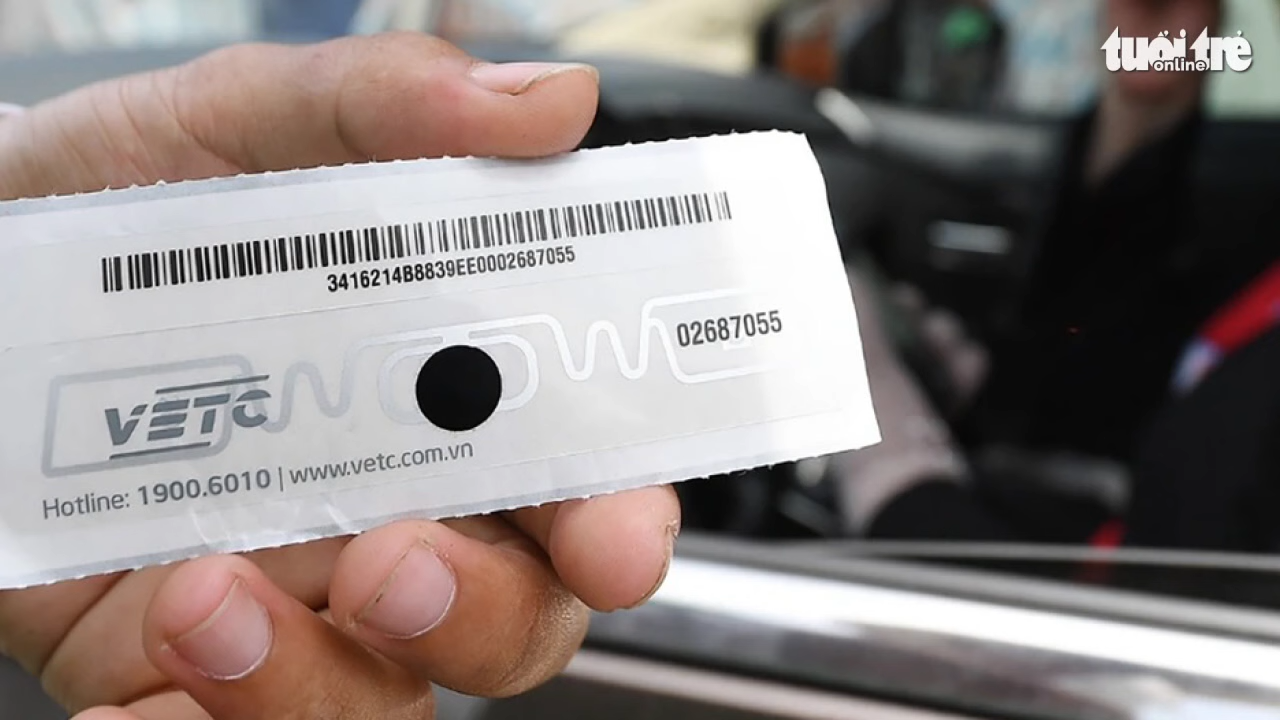 tuổi trẻ
online
3416214B8839EE0002687055
02687055
VETC
Hotline: 1900.6010 | www.vetc.com.vn